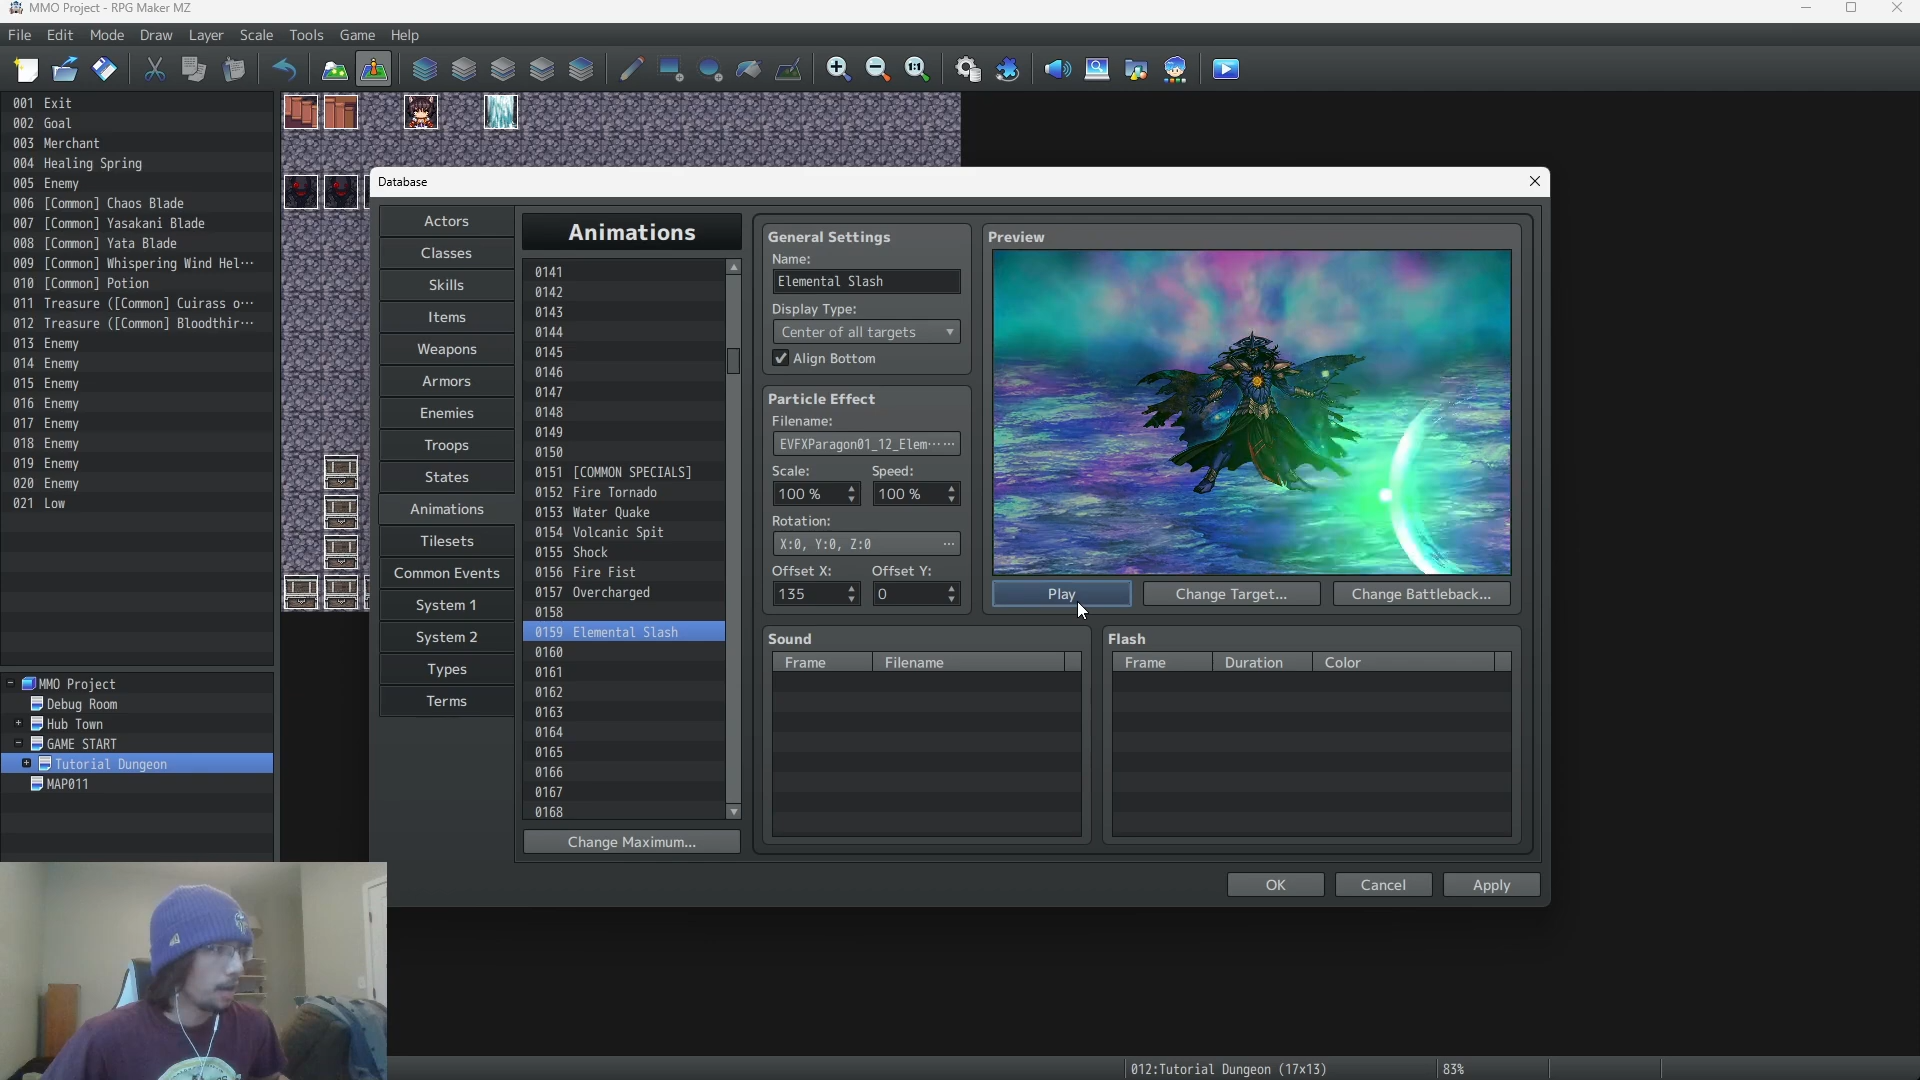 MMO Project - RPG Maker MZ
File Edit Mode Draw Layer Scale Tools Game Help
001 Exit
002 Goal
003 Merchant
004 Healing Spring
005 Enemy
006 [Common] Chaos Blade
007 [Common] Yasakani Blade
008 [Common] Yata Blade
009 [Common] Whispering Wind Hel…
010 [Common] Potion
011 Treasure ([Common] Cuirass o…
012 Treasure ([Common] Bloodthir…
013 Enemy
014 Enemy
015 Enemy
016 Enemy
017 Enemy
018 Enemy
019 Enemy
020 Enemy
021 Low
MMO Project
Debug Room
Hub Town
GAME START
Tutorial Dungeon
MAP011
Database
Actors
Classes
Skills
Items
Weapons
Armors
Enemies
Troops
States
Animations
Tilesets
Common Events
System 1
System 2
Types
Terms
Animations
0141
0142
0143
0144
0145
0146
0147
0148
0149
0150
0151 [COMMON SPECIALS]
0152 Fire Tornado
0153 Water Quake
0154 Volcanic Spit
0155 Shock
0156 Fire Fist
0157 Overcharged
0158
0159 Elemental Slash
0160
0161
0162
0163
0164
0165
0166
0167
0168
Change Maximum...
General Settings
Name:
Elemental Slash
Display Type:
Center of all targets
Align Bottom
Particle Effect
Filename:
EVFXParagon01_12_Elem… …
Scale: Speed:
100 % 100 %
Rotation:
X:0, Y:0, Z:0 …
Offset X: Offset Y:
135 0
Preview
1:1
Play Change Target... Change Battleback...
Sound
Frame Filename
Flash
Frame Duration Color
OK Cancel Apply
012:Tutorial Dungeon (17x13) 83%